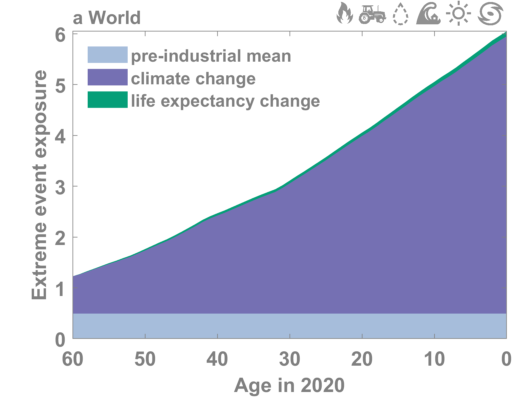 a World
6
5
4
3
2
1
0
pre-industrial mean
climate change
life expectancy change
Extreme event exposure
60 50 40 30 20 10 0
Age in 2020